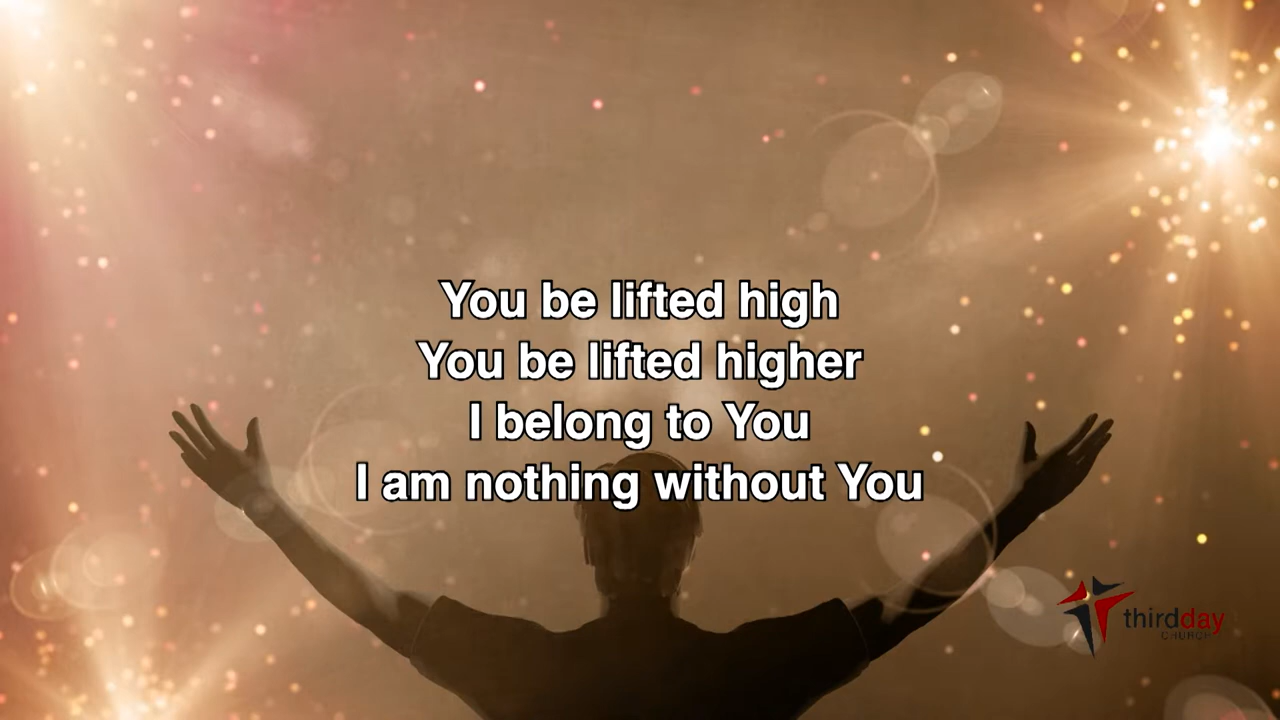 You be lifted high
You be lifted higher
I belong to You
I am nothing without You
thirdday
CHURCH